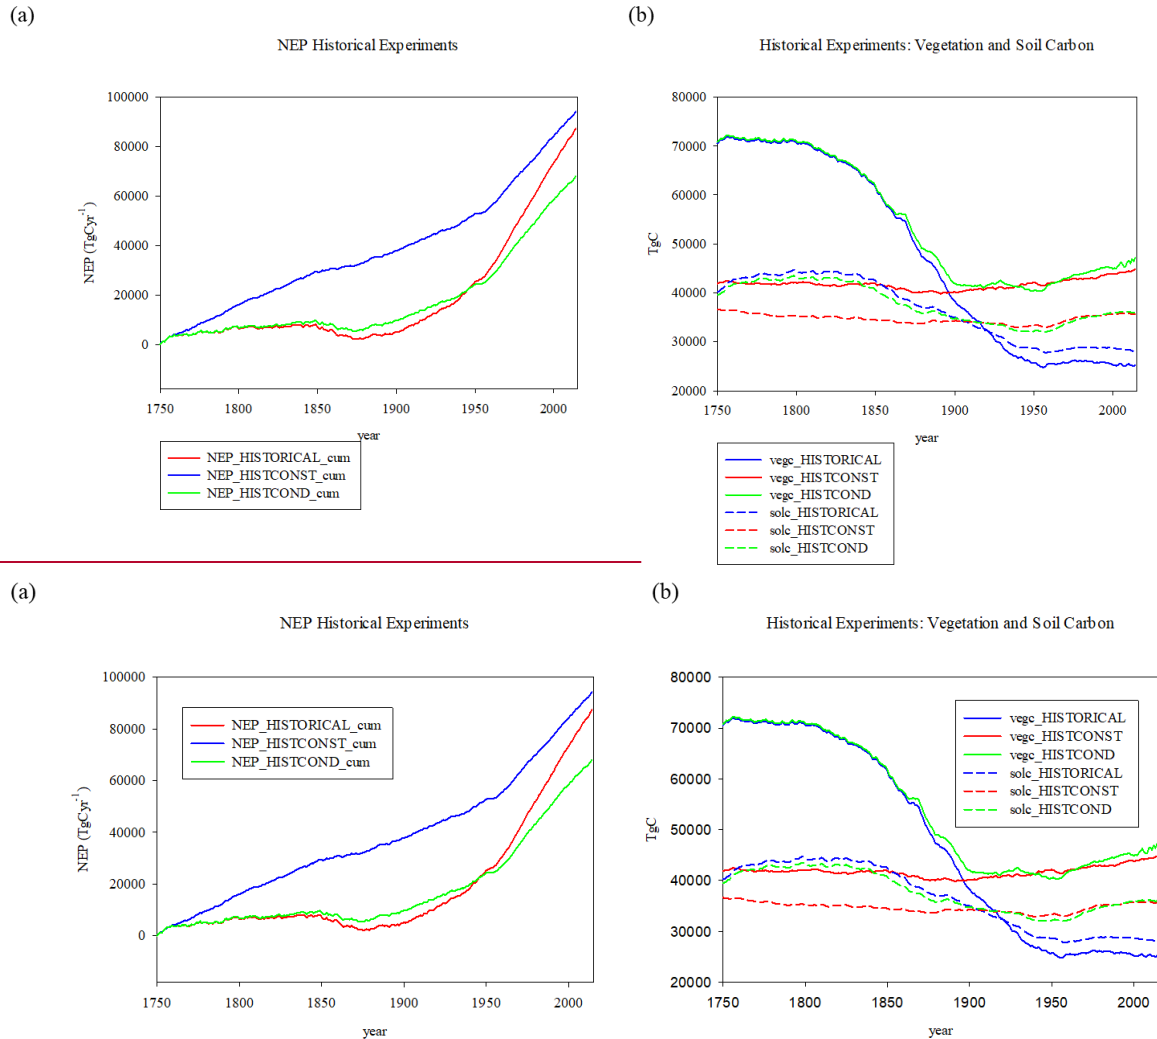 (a)
NEP Historical Experiments
100000
80000
60000
40000
20000
0
NEP (TgCyr-1)
1750 1800 1850 1900 1950 2000
year
NEP_HISTORICAL_cum
NEP_HISTCONST_cum
NEP_HISTCOND_cum
(b)
Historical Experiments: Vegetation and Soil Carbon
80000
70000
60000
50000
40000
30000
20000
TgC
1750 1800 1850 1900 1950 2000
year
vegc_HISTORICAL
vegc_HISTCONST
vegc_HISTCOND
solc_HISTORICAL
solc_HISTCONST
solc_HISTCOND
(a)
NEP Historical Experiments
100000
80000
60000
40000
20000
0
NEP (TgCyr-1)
NEP_HISTORICAL_cum
NEP_HISTCONST_cum
NEP_HISTCOND_cum
1750 1800 1850 1900 1950 2000
year
(b)
Historical Experiments: Vegetation and Soil Carbon
80000
70000
60000
50000
40000
30000
20000
TgC
vegc_HISTORICAL
vegc_HISTCONST
vegc_HISTCOND
solc_HISTORICAL
solc_HISTCONST
solc_HISTCOND
1750 1800 1850 1900 1950 2000
year